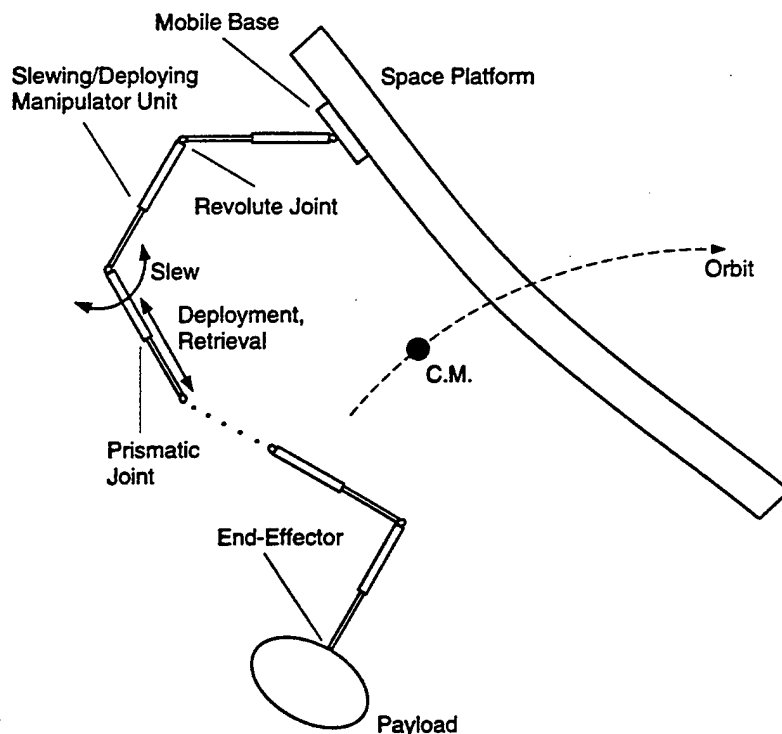 Mobile Base
Space Platform
Slewing/Deploying
Manipulator Unit
Revolute Joint
Slew
Orbit
Deployment,
Retrieval
C.M.
Prismatic
Joint
End-Effector
Payload